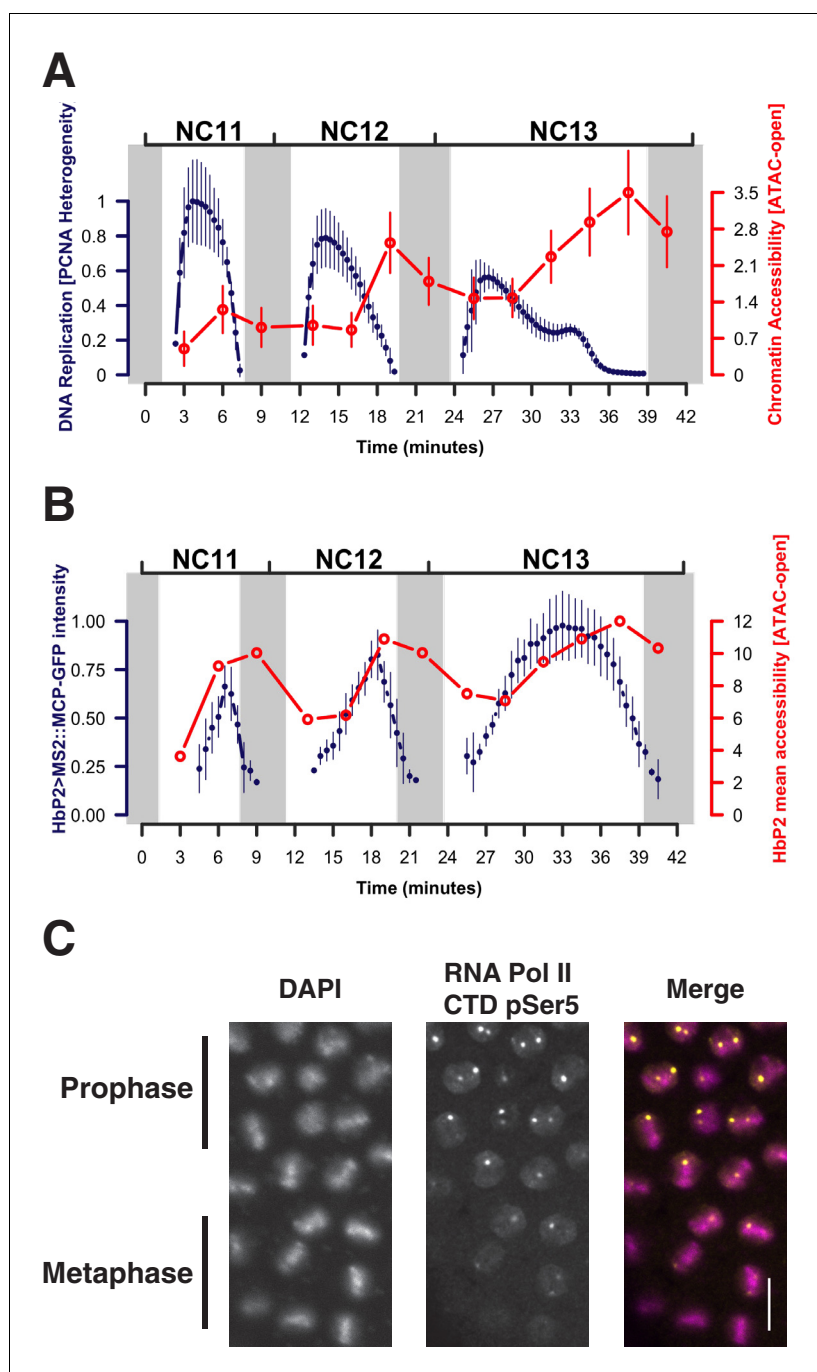 A
NC11 NC12 NC13
DNA Replication [PCNA Heterogeneity]
1
0.8
0.6
0.4
0.2
0
3.5
2.8
2.1
1.4
0.7
0
Chromatin Accessibility [ATAC-open]
0 3 6 9 12 15 18 21 24 27 30 33 36 39 42
Time (minutes)
B
NC11 NC12 NC13
HbP2>MS2::MCP-GFP intensity
1.00
0.75
0.50
0.25
0.00
12
10
8
6
4
2
0
HbP2 mean accessibility [ATAC-open]
0 3 6 9 12 15 18 21 24 27 30 33 36 39 42
Time (minutes)
C
DAPI
RNA Pol II
CTD pSer5
Merge
Prophase
Metaphase